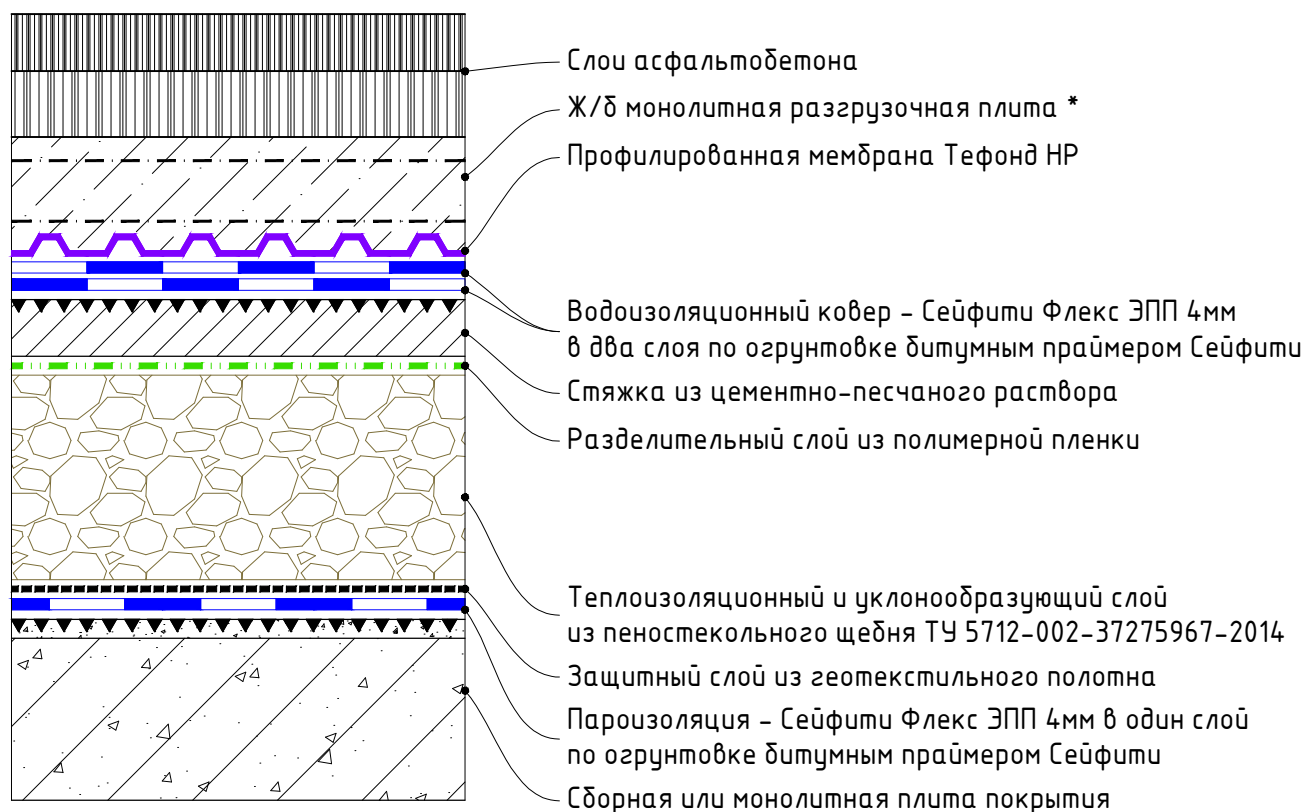 Слои асфальтобетона
Ж/б монолитная разгрузочная плита *
Профилированная мембрана Тефонд HP
Водоизоляционный ковер - Сейфити Флекс ЭПП 4мм
в два слоя по огрунтовке битумным праймером Сейфити
Стяжка из цементно-песчаного раствора
Разделительный слой из полимерной пленки
Теплоизоляционный и уклонообразующий слой
из пеностекольного щебня ТУ 5712-002-37275967-2014
Защитный слой из геотекстильного полотна
Пароизоляция - Сейфити Флекс ЭПП 4мм в один слой
по огрунтовке битумным праймером Сейфити
Сборная или монолитная плита покрытия